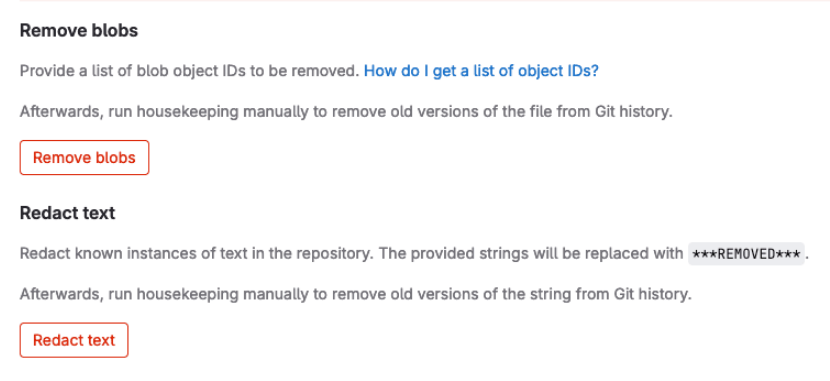 Remove blobs
Provide a list of blob object IDs to be removed. How do I get a list of object IDs?
Afterwards, run housekeeping manually to remove old versions of the file from Git history.
Remove blobs
Redact text
Redact known instances of text in the repository. The provided strings will be replaced with ***REMOVED*** .
Afterwards, run housekeeping manually to remove old versions of the string from Git history.
Redact text